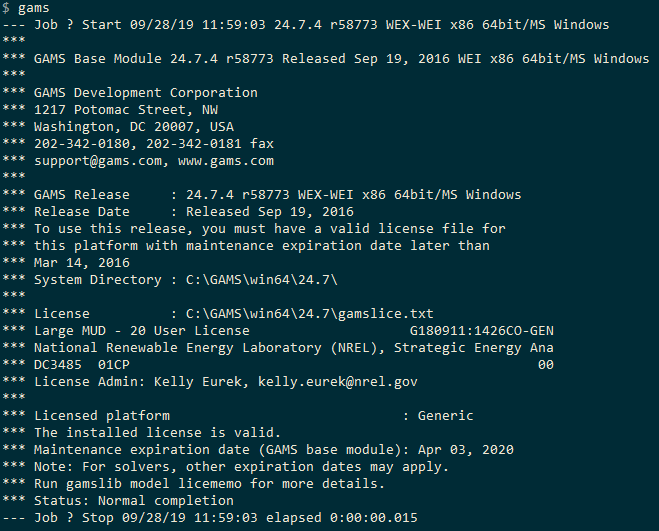 $ gams
--- Job ? Start 09/28/19 11:59:03 24.7.4 r58773 WEX-WEI x86 64bit/MS Windows
***
*** GAMS Base Module 24.7.4 r58773 Released Sep 19, 2016 WEI x86 64bit/MS Windows
***
*** GAMS Development Corporation
*** 1217 Potomac Street, NW
*** Washington, DC 20007, USA
*** 202-342-0180, 202-342-0181 fax
*** support@gams.com, www.gams.com
***
*** GAMS Release     : 24.7.4 r58773 WEX-WEI x86 64bit/MS Windows
*** Release Date     : Released Sep 19, 2016
*** To use this release, you must have a valid license file for
*** this platform with maintenance expiration date later than
*** Mar 14, 2016
*** System Directory : C:\GAMS\win64\24.7\
***
*** License          : C:\GAMS\win64\24.7\gamslice.txt
*** Large MUD - 20 User License                    G180911:1426CO-GEN
*** National Renewable Energy Laboratory (NREL), Strategic Energy Ana
*** DC3485  01CP                                                   00
*** License Admin: Kelly Eurek, kelly.eurek@nrel.gov
***
*** Licensed platform                             : Generic
*** The installed license is valid.
*** Maintenance expiration date (GAMS base module): Apr 03, 2020
*** Note: For solvers, other expiration dates may apply.
*** Run gamslib model licememo for more details.
*** Status: Normal completion
--- Job ? Stop 09/28/19 11:59:03 elapsed 0:00:00.015